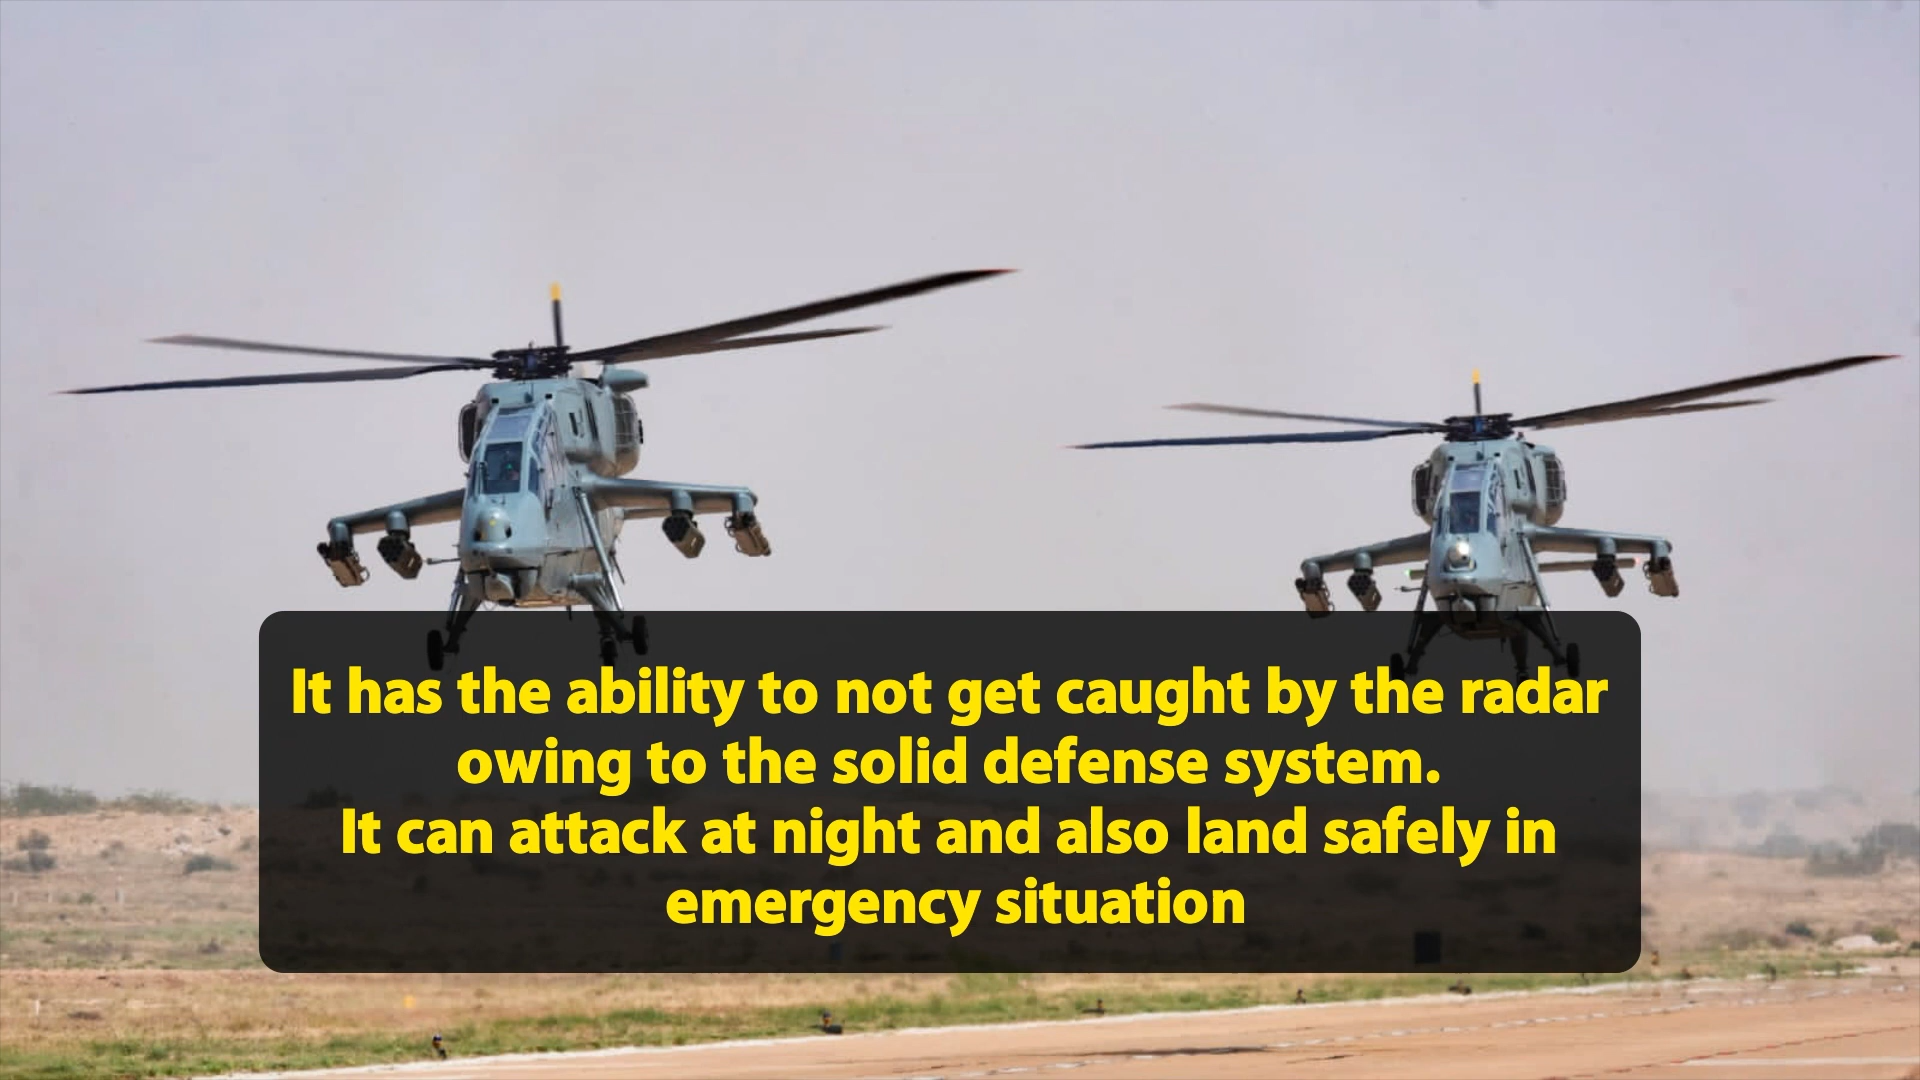 It has the ability to not get caught by the radar
owing to the solid defense system.
It can attack at night and also land safely in
emergency situation